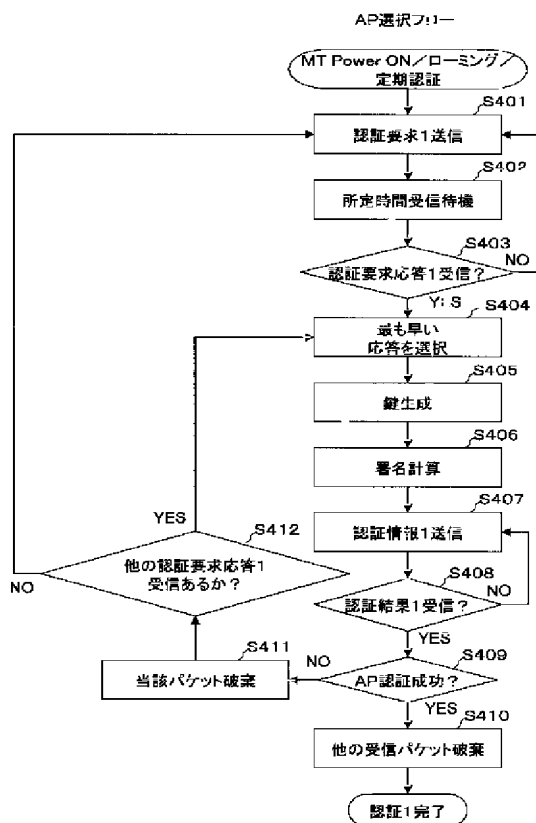 AP選択フロー
MT Power ON／ローミング／
定期認証
S401
認証要求1送信
S402
所定時間受信待機
S403
認証要求応答1受信？
NO
Y: S
S404
最も早い
応答を選択
S405
鍵生成
S406
署名計算
S407
認証情報1送信
S408
認証結果1受信？
NO
YES
S409
AP認証成功？
NO
YES
S410
他の受信パケット破棄
認証1完了
S411
当該パケット破棄
S412
他の認証要求応答1
受信あるか？
YES
NO